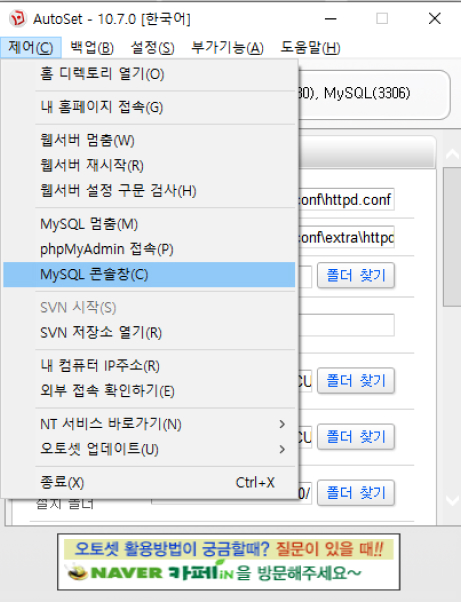 AutoSet - 10.7.0 [한국어]
제어(C) 백업(B) 설정(S) 부가기능(A) 도움말(H)
홈 디렉토리 열기(O)
80), MySQL(3306)
내 홈페이지 접속(G)
웹서버 멈춤(W)
웹서버 재시작(R)
웹서버 설정 구문 검사(H)
conf\httpd.conf
MySQL 멈춤(M)
phpMyAdmin 접속(P)
conf\extra\httpd
MySQL 콘솔창(C)
폴더 찾기
SVN 시작(S)
SVN 저장소 열기(R)
내 컴퓨터 IP주소(R)
외부 접속 확인하기(E)
폴더 찾기
NT 서비스 바로가기(N)
오토셋 업데이트(U)
폴더 찾기
종료(X) Ctrl+X
폴더 찾기
설치 폴더
오토셋 활용방법이 궁금할때? 질문이 있을 때!!
NAVER 카페iN을 방문해주세요~